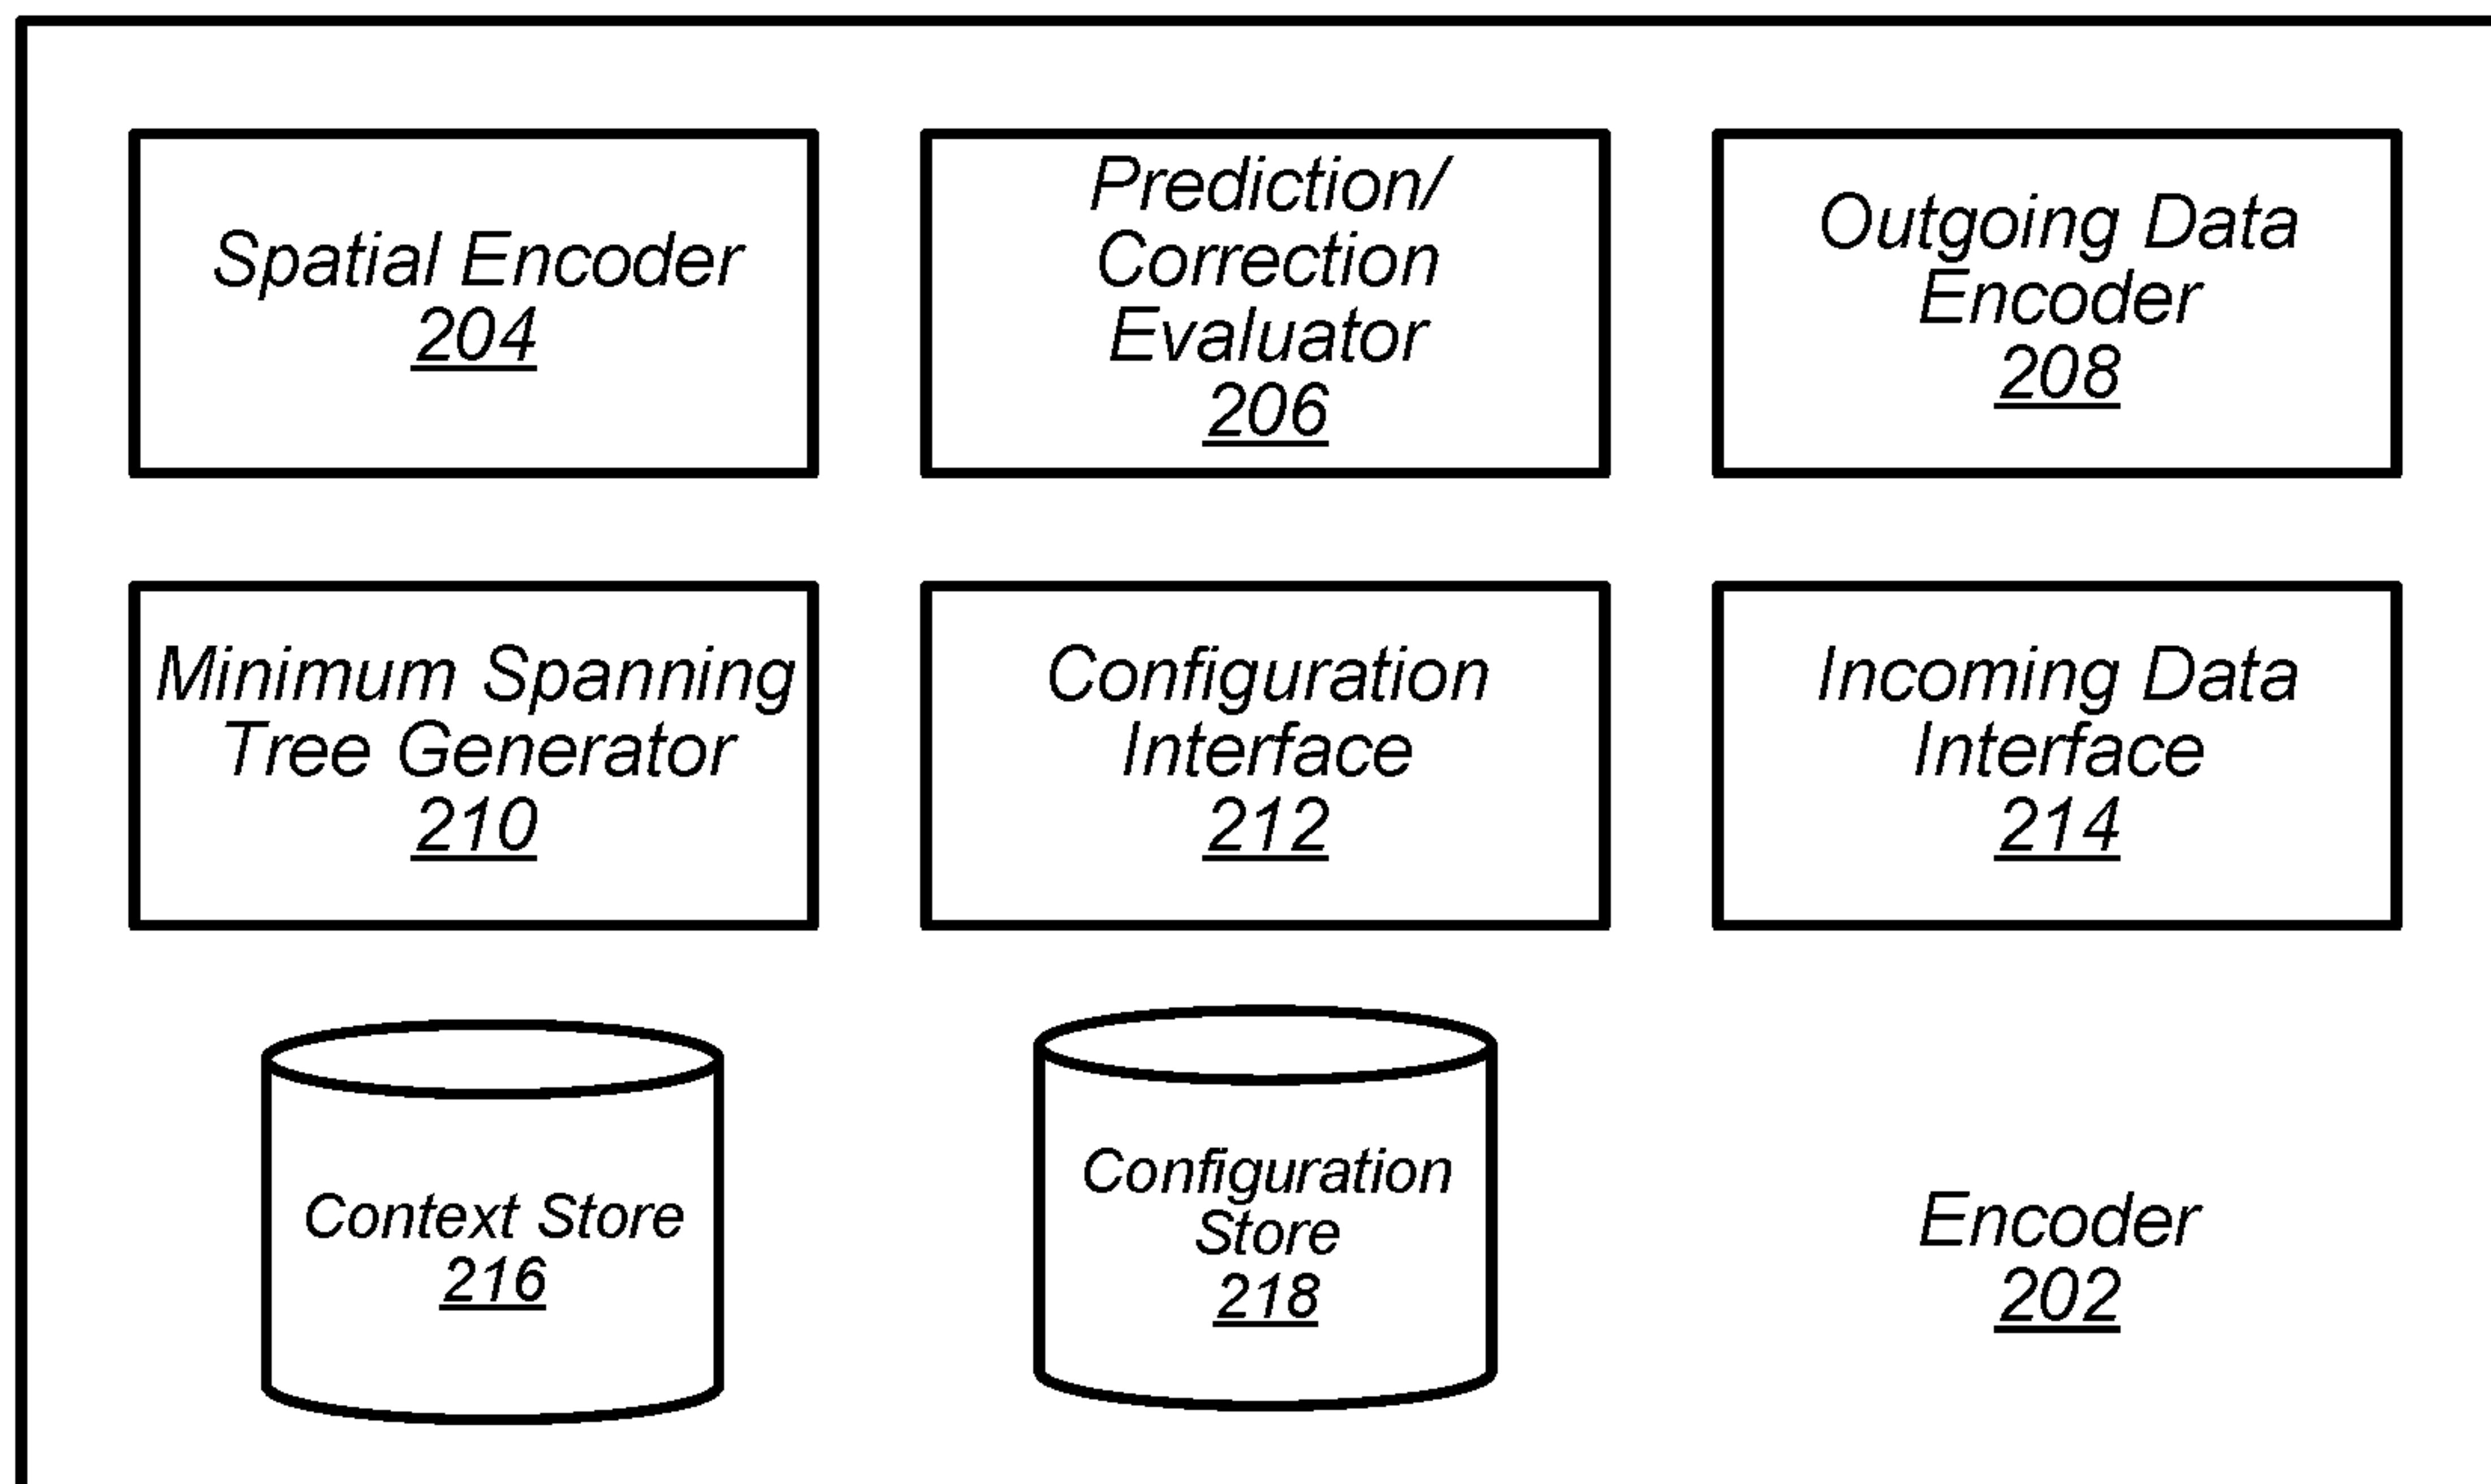 Spatial Encoder
204
Prediction/
Correction
Evaluator
206
Outgoing Data
Encoder
208
Minimum Spanning
Tree Generator
210
Configuration
Interface
212
Incoming Data
Interface
214
Context Store
216
Configuration
Store
218
Encoder
202